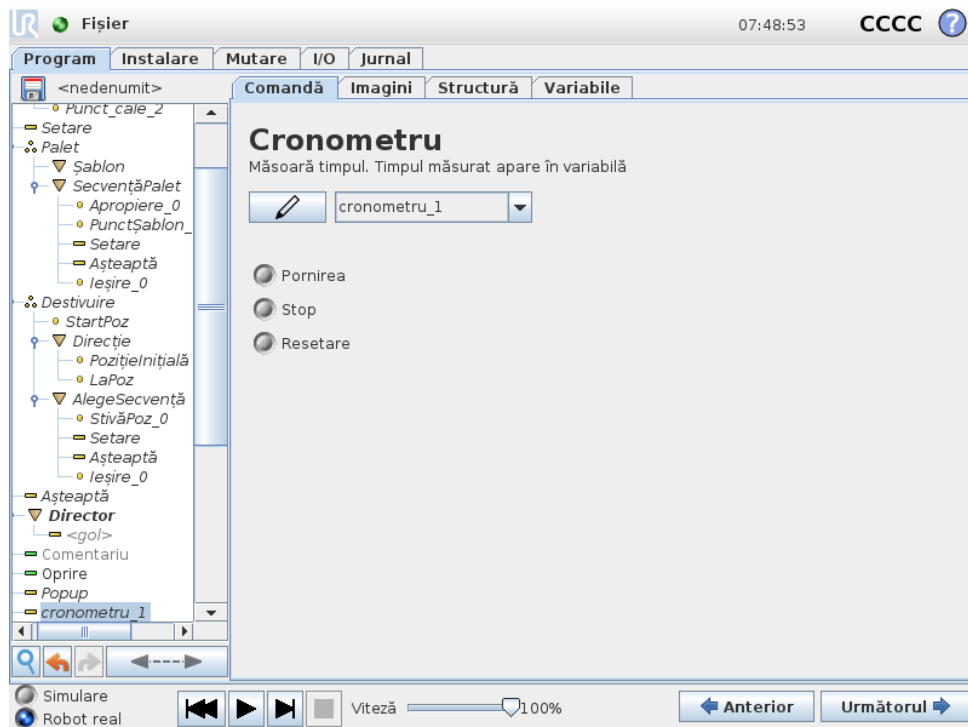 UR Fișier 07:48:53 CCCC ?
Program Instalare Mutare I/O Jurnal
<nedenumit>
Comandă Imagini Structură Variabile
Punct_cale_2
Setare
Palet
Șablon
SecvențăPalet
Apropiere_0
PunctȘablon_
Setare
Așteaptă
Ieșire_0
Destivuire
StartPoz
Direcție
PozițieInițială
LaPoz
AlegeSecvență
StivăPoz_0
Setare
Așteaptă
Ieșire_0
Așteaptă
Director
<gol>
Comentariu
Oprire
Popup
cronometru_1
Cronometru
Măsoară timpul. Timpul măsurat apare în variabilă
cronometru_1
Pornirea
Stop
Resetare
Simulare
Robot real
Viteză 100%
Anterior
Următorul